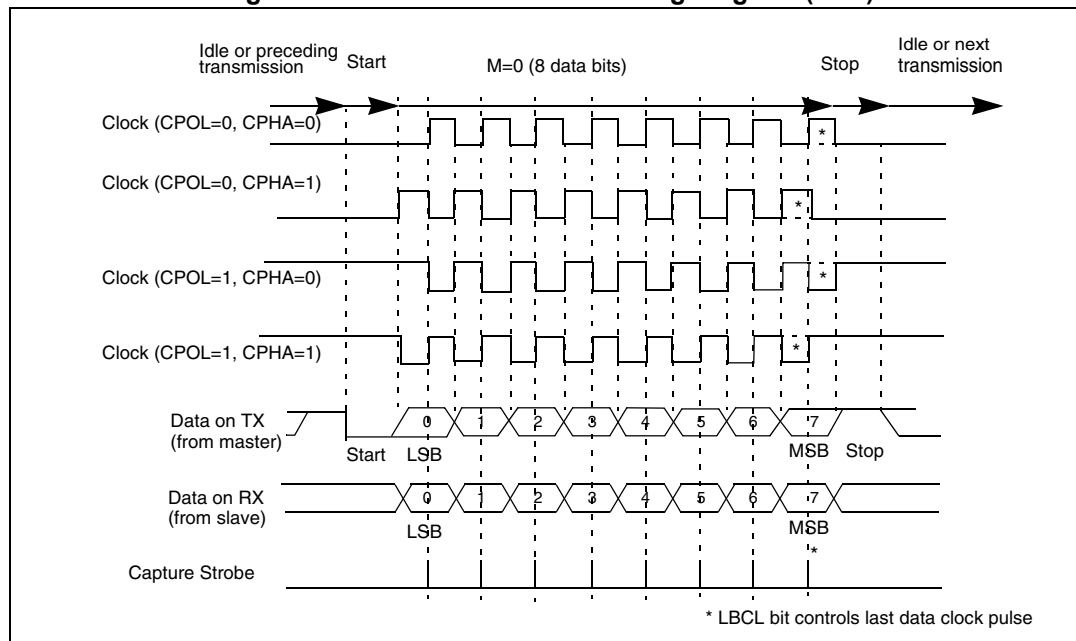 Idle or preceding
transmission
Start
M=0 (8 data bits)
Stop
Idle or next
transmission
Clock (CPOL=0, CPHA=0)
*
Clock (CPOL=0, CPHA=1)
*
Clock (CPOL=1, CPHA=0)
*
Clock (CPOL=1, CPHA=1)
*
Data on TX
(from master)
0 1 2 3 4 5 6 7
Start LSB MSB Stop
Data on RX
(from slave)
0 1 2 3 4 5 6 7
LSB MSB
*
Capture Strobe
* LBCL bit controls last data clock pulse